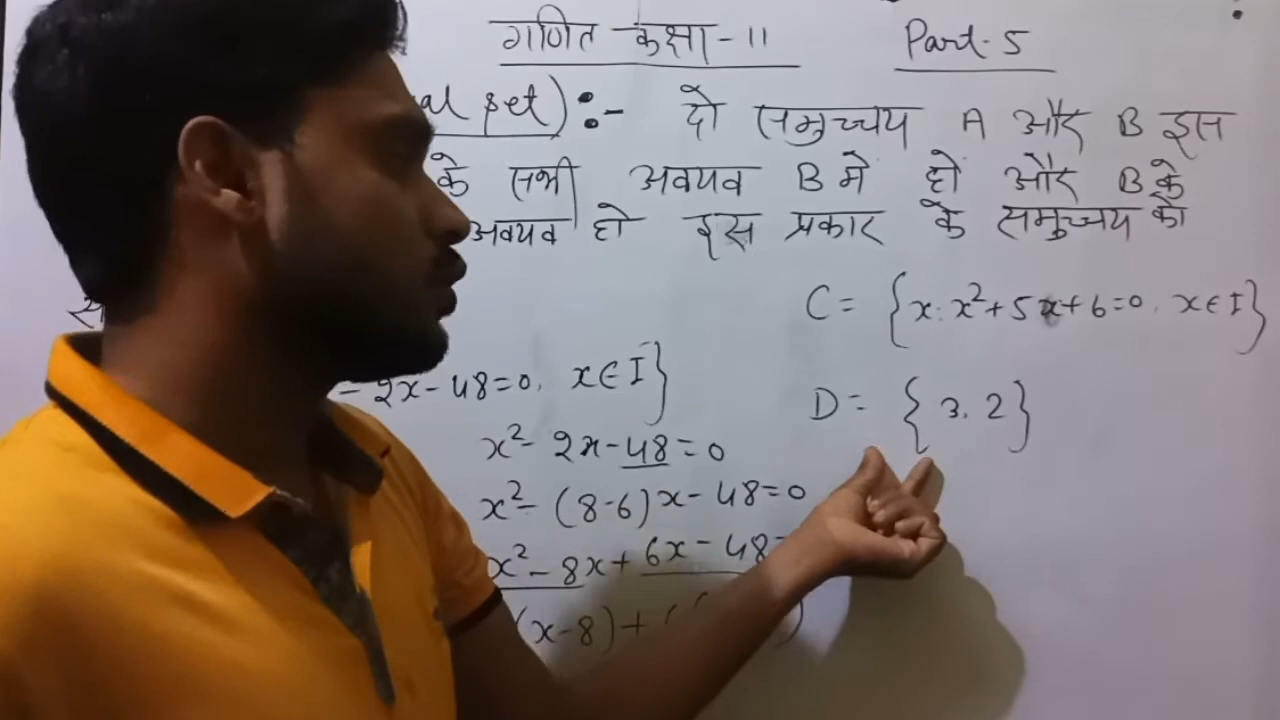 गणित कक्षा - 11 Part-5
set) :- दो समुच्चय A और B इस
के सभी अवयव B में हो और B के
अवयव हो इस प्रकार के समुच्चय को
C = {x: x²+5x+6=0, x∈I}
- 2x-48=0, x∈I}
D = {3, 2}
x² - 2x - 48 = 0
x² - (8-6)x - 48 = 0
x² - 8x + 6x - 48 =
(x-8)+